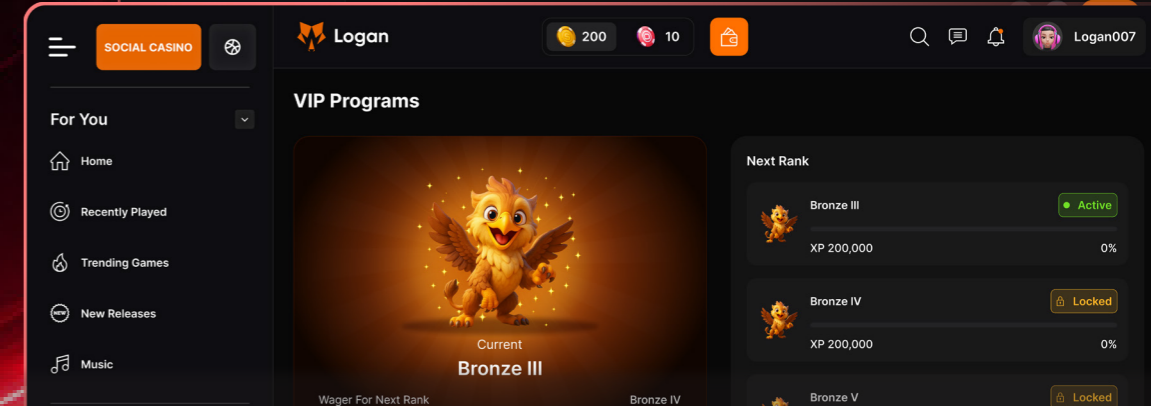 SOCIAL CASINO
Logan
200
10
Logan007
For You
Home
Recently Played
Trending Games
NEW
New Releases
Music
VIP Programs
Current
Bronze III
Wager For Next Rank
Bronze IV
Next Rank
Bronze III
Active
XP 200,000
0%
Bronze IV
Locked
XP 200,000
0%
Bronze V
Locked